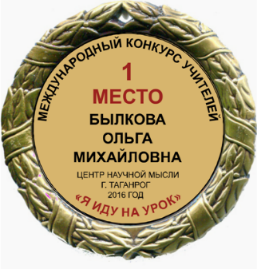 МЕЖДУНАРОДНЫЙ КОНКУРС УЧИТЕЛЕЙ
1
МЕСТО
БЫЛКОВА
ОЛЬГА
МИХАЙЛОВНА
ЦЕНТР НАУЧНОЙ МЫСЛИ
Г. ТАГАНРОГ
2016 ГОД
«Я ИДУ НА УРОК»